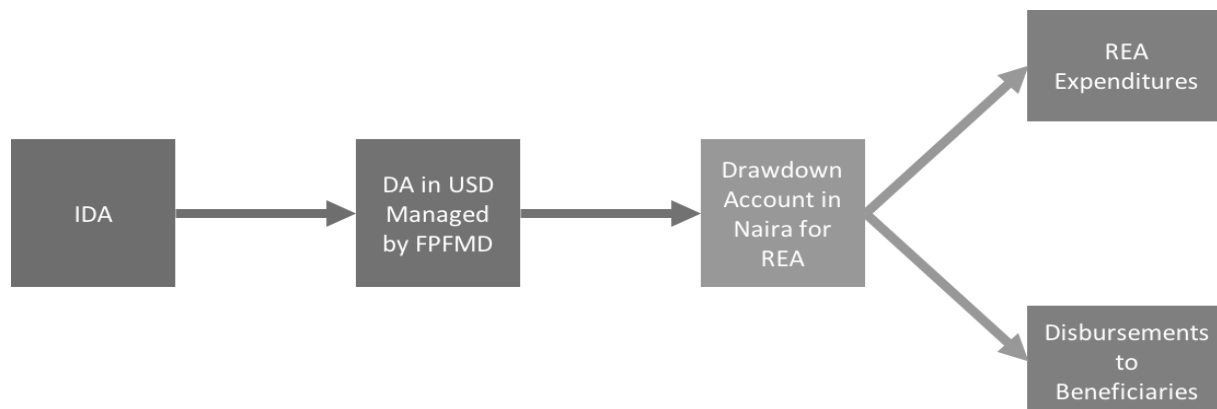 IDA
DA in USD
Managed
by FPFMD
Drawdown
Account in
Naira for
REA
REA
Expenditures
Disbursements
to
Beneficiaries